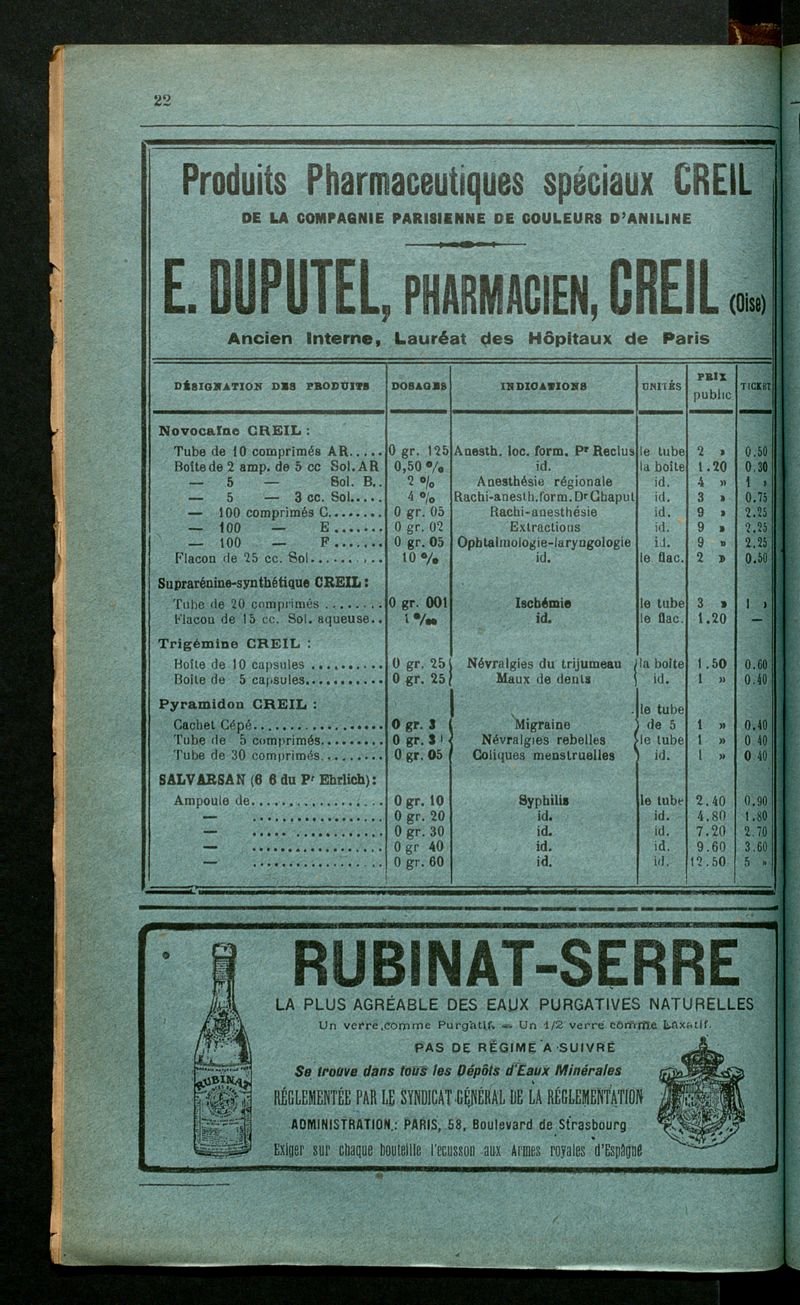 22
Produits Pharmaceutiques spéciaux CREIL
DE LA COMPAGNIE PARISIENNE DE COULEURS D'ANILINE
E. DUPUTEL, PHARMACIEN, CREIL (Oise)
Ancien Interne, Lauréat des Hôpitaux de Paris
DÉSIGNATION DES PRODUITS DOSAGES INDICATIONS UNITÉS PRIX public TICKET
Novocaïne CREIL :
Tube de 10 comprimés AR..... 0 gr. 125 Anesth. loc. form. Pr Reclus le tube 2 » 0.50
Boîte de 2 amp. de 5 cc Sol. AR 0,50 % id. la boîte 1.20 0.30
— 5 — Sol. B.. 2 % Anesthésie régionale id. 4 » 1 »
— 5 — 3 cc. Sol..... 4 % Rachi-anesth. form. Dr Chaput id. 3 » 0.75
— 100 comprimés C........ 0 gr. 05 Rachi-anesthésie id. 9 » 2.25
— 100 — E....... 0 gr. 02 Extractions id. 9 » 2.25
— 100 — F....... 0 gr. 05 Ophtalmologie-laryngologie id. 9 » 2.25
Flacon de 25 cc. Sol.......... 10 % id. le flac. 2 » 0.50
Suprarénine-synthétique CREIL :
Tube de 20 comprimés ........ 0 gr. 001 Ischémie le tube 3 » 1 »
Flacon de 15 cc. Sol. aqueuse.. 1 ‰ id. le flac. 1.20 —
Trigémine CREIL :
Boîte de 10 capsules .......... 0 gr. 25 Névralgies du trijumeau la boîte 1.50 0.60
Boîte de 5 capsules........... 0 gr. 25 Maux de dents id. 1 » 0.40
Pyramidon CREIL :
le tube
Cachet Cépé................... 0 gr. 3 Migraine de 5 1 » 0.40
Tube de 5 comprimés......... 0 gr. 3 Névralgies rebelles le tube 1 » 0 40
Tube de 30 comprimés......... 0 gr. 05 Coliques menstruelles id. 1 » 0 40
SALVARSAN (6 6 du Pr Ehrlich) :
Ampoule de.................. 0 gr. 10 Syphilis le tube 2.40 0.90
— .................. 0 gr. 20 id. id. 4.80 1.80
— .................. 0 gr. 30 id. id. 7.20 2.70
— .................. 0 gr 40 id. id. 9.60 3.60
— .................. 0 gr. 60 id. id. 12.50 5 »
RUBINAT-SERRE
LA PLUS AGRÉABLE DES EAUX PURGATIVES NATURELLES
Un verre comme Purgatif. — Un 1/2 verre comme Laxatif.
PAS DE RÉGIME A SUIVRE
Se trouve dans tous les Dépôts d'Eaux Minérales
RUBINAT
RÉGLEMENTÉE PAR LE SYNDICAT GÉNÉRAL DE LA RÉGLEMENTATION
ADMINISTRATION : PARIS, 58, Boulevard de Strasbourg
Exiger sur chaque bouteille l'ecusson aux Armes royales d'Espagne